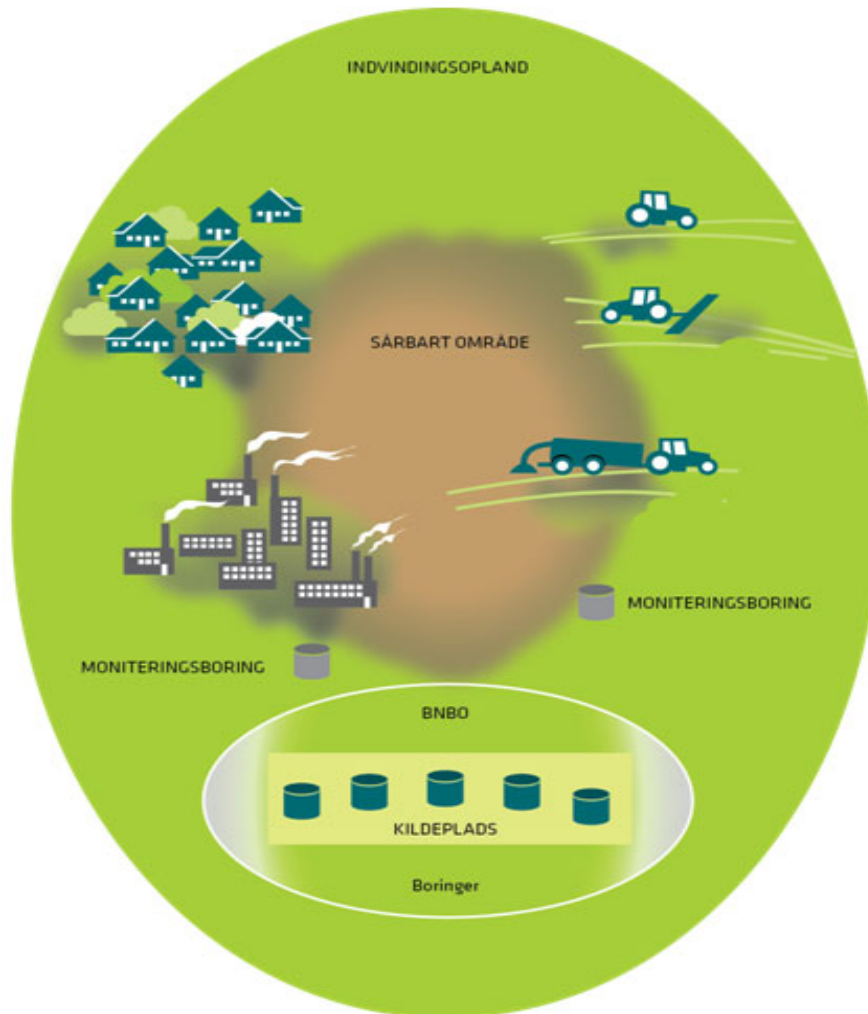 INDVINDINGSOPLAND
SÅRBART OMRÅDE
MONITERINGSBORING
MONITERINGSBORING
BNBO
KILDEPLADS
Boringer